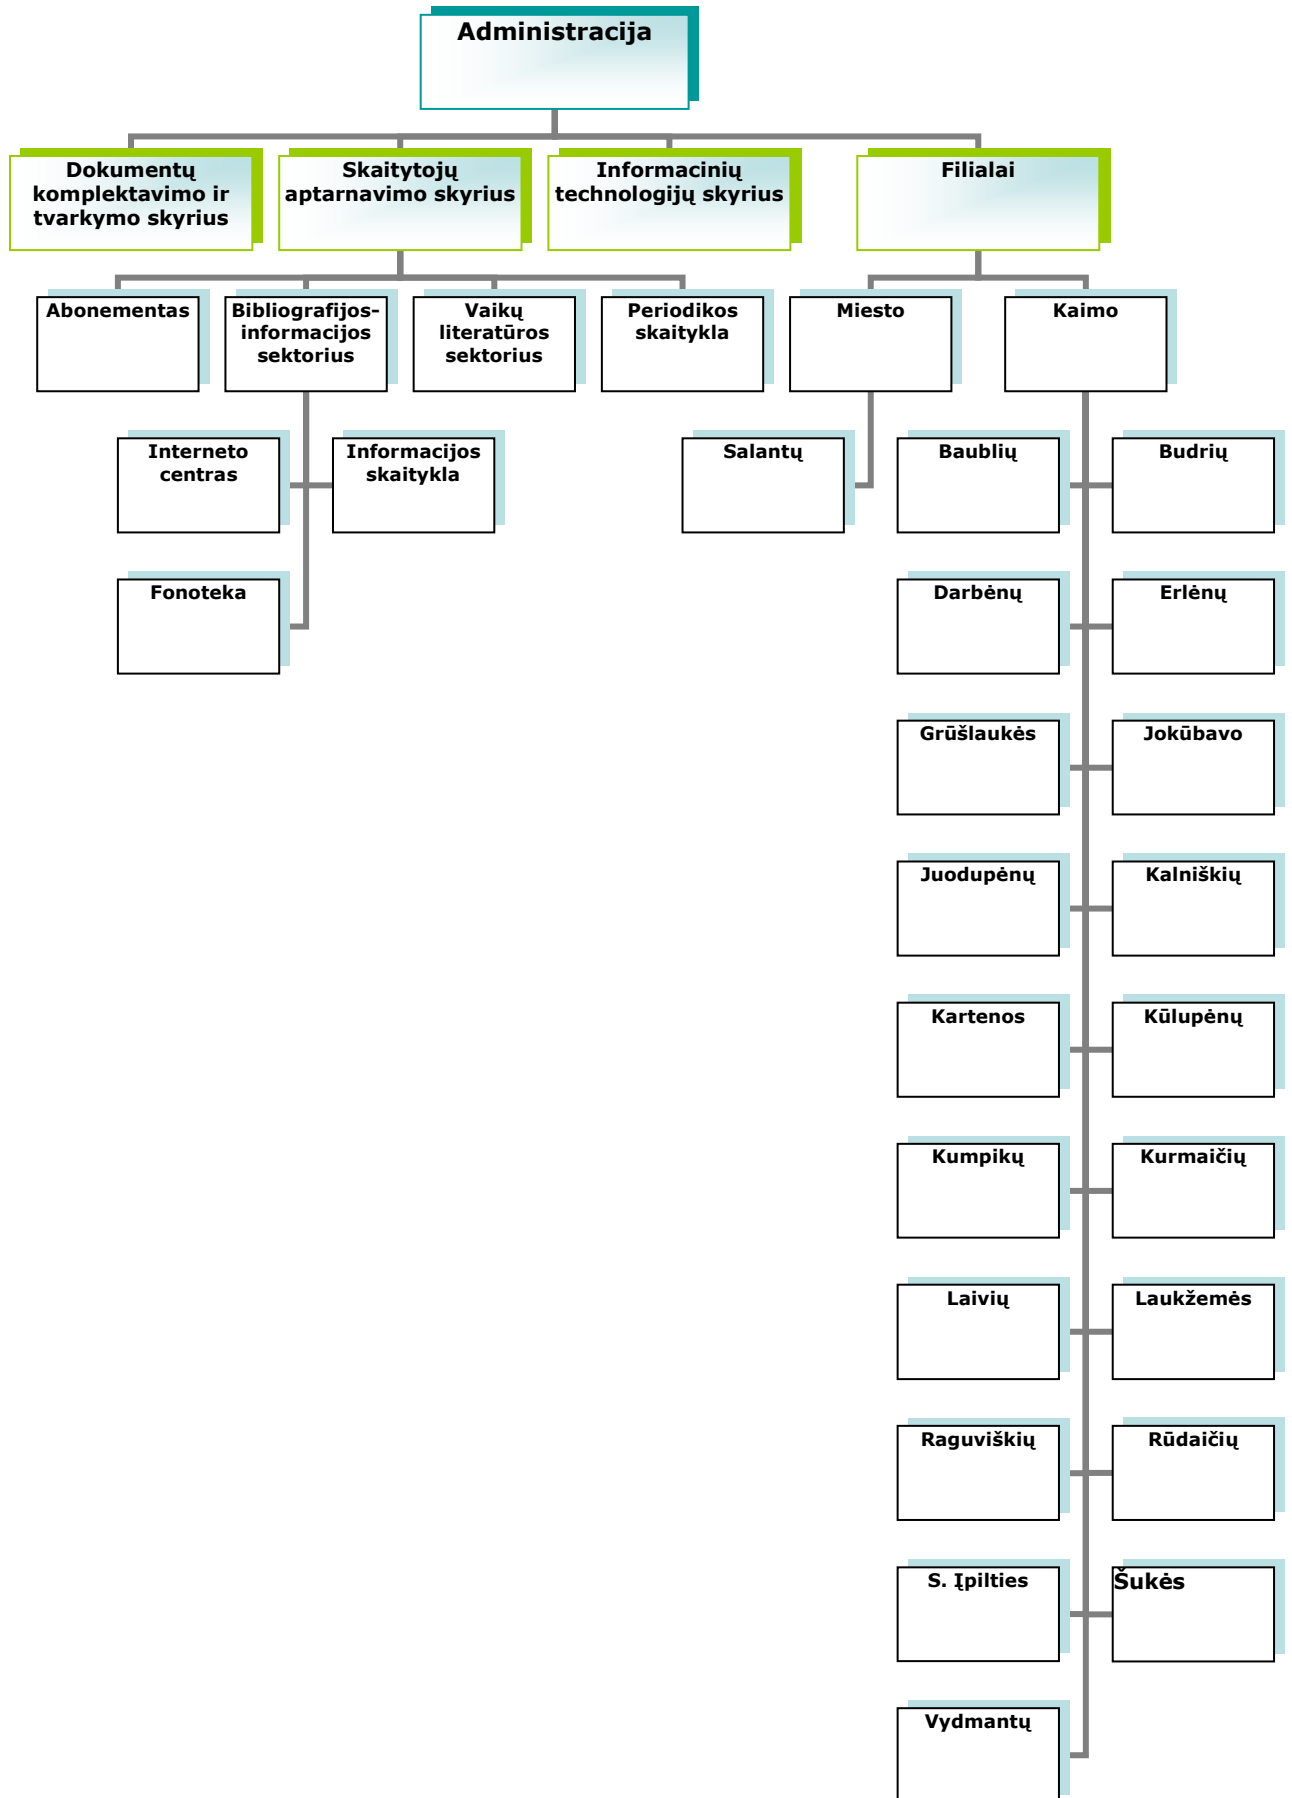 Administracija
Dokumentų
komplektavimo ir
tvarkymo skyrius
Skaitytojų
aptarnavimo skyrius
Informacinių
technologijų skyrius
Filialai
Abonementas
Bibliografijos-
informacijos
sektorius
Vaikų
literatūros
sektorius
Periodikos
skaitykla
Miesto
Kaimo
Interneto
centras
Informacijos
skaitykla
Salantų
Baublių
Budrių
Fonoteka
Darbėnų
Erlėnų
Grūšlaukės
Jokūbavo
Juodupėnų
Kalniškių
Kartenos
Kūlupėnų
Kumpikų
Kurmaičių
Laivių
Laukžemės
Raguviškių
Rūdaičių
S. Įpilties
Šukės
Vydmantų